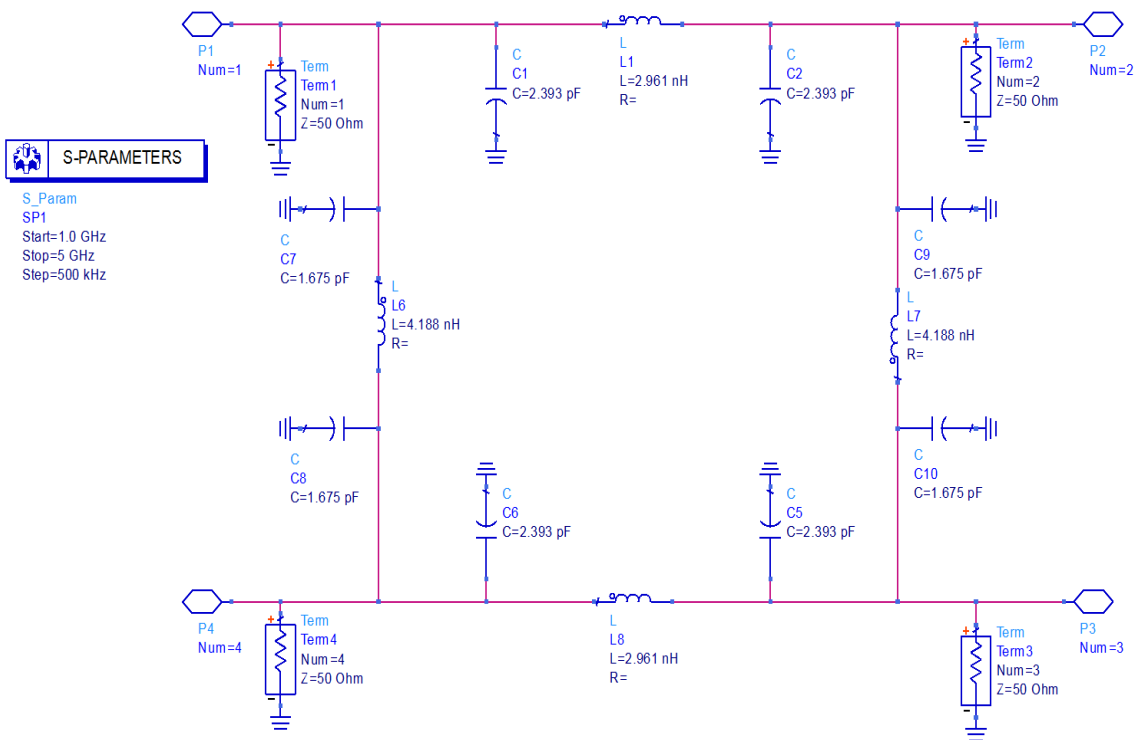 P1
Num=1
+
Term
Term1
Num=1
Z=50 Ohm
-
C
C1
C=2.393 pF
L
L1
L=2.961 nH
R=
C
C2
C=2.393 pF
+
Term
Term2
Num=2
Z=50 Ohm
-
P2
Num=2
S-PARAMETERS
S_Param
SP1
Start=1.0 GHz
Stop=5 GHz
Step=500 kHz
C
C7
C=1.675 pF
L
L6
L=4.188 nH
R=
C
C9
C=1.675 pF
L
L7
L=4.188 nH
R=
C
C8
C=1.675 pF
C
C6
C=2.393 pF
C
C5
C=2.393 pF
C
C10
C=1.675 pF
P4
Num=4
+
Term
Term4
Num=4
Z=50 Ohm
-
L
L8
L=2.961 nH
R=
+
Term
Term3
Num=3
Z=50 Ohm
-
P3
Num=3